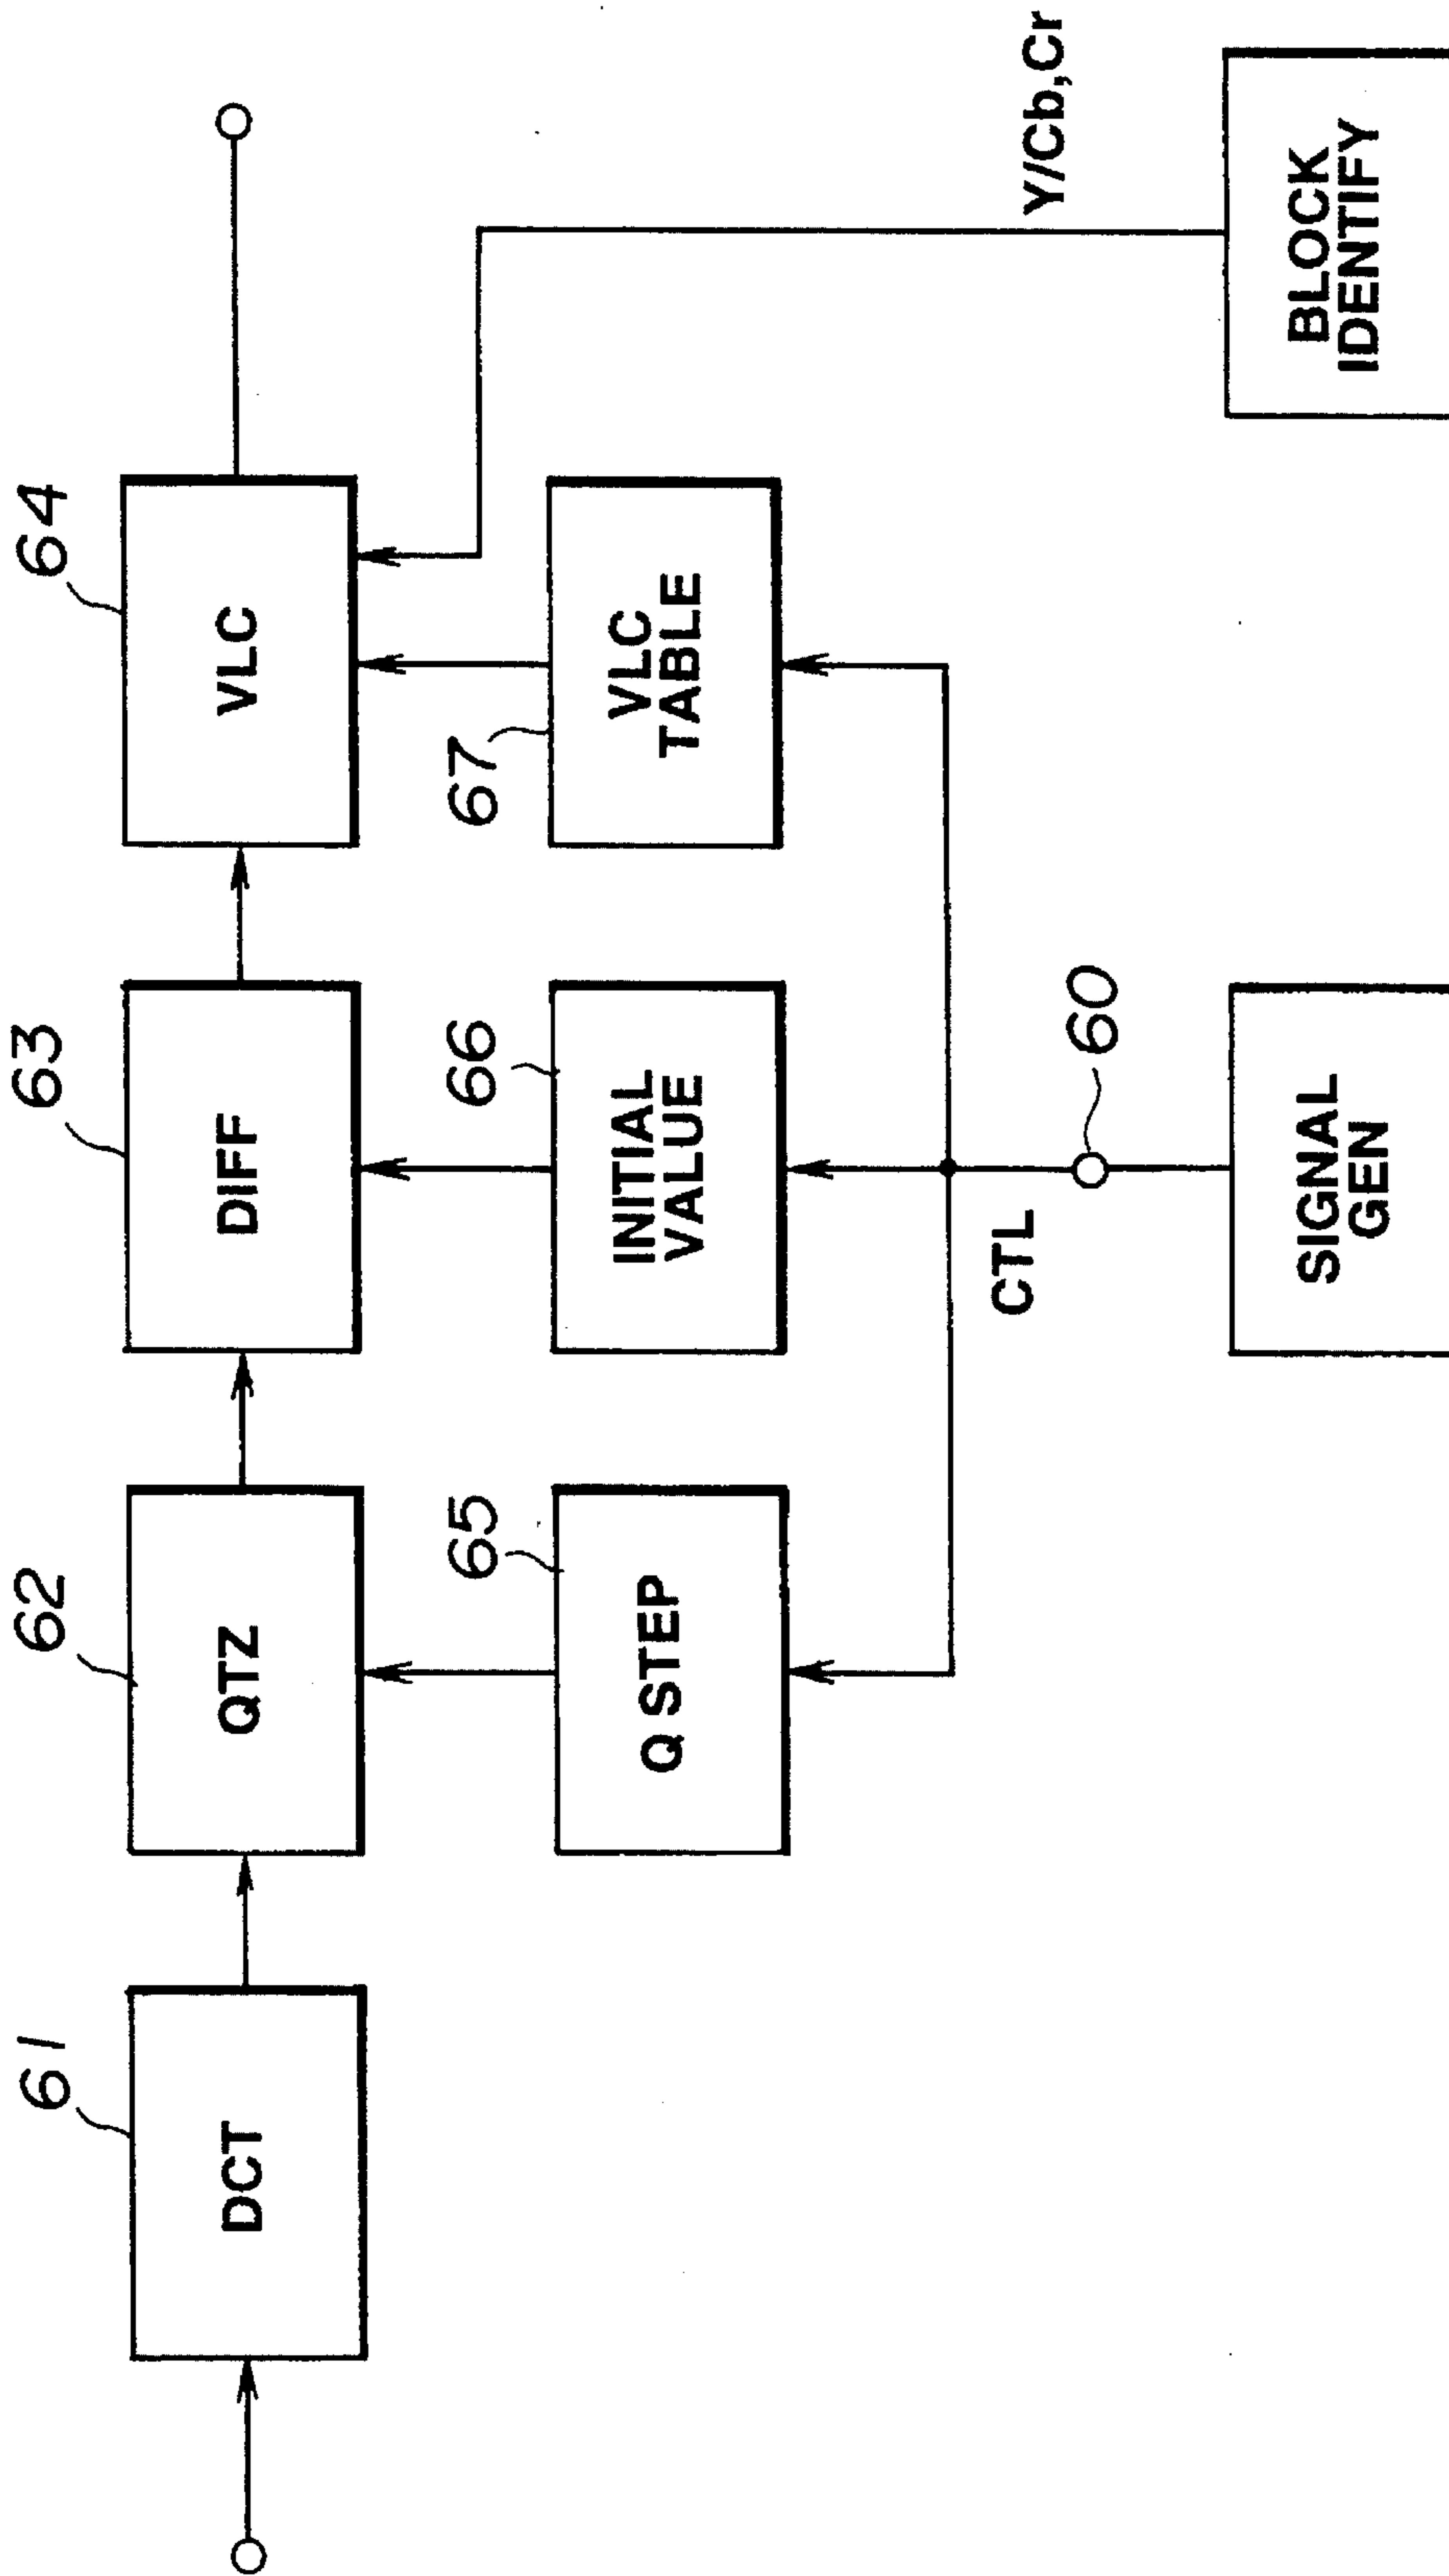 61
62
63
64
DCT
QTZ
DIFF
VLC
65
66
67
Q STEP
INITIAL
VALUE
VLC
TABLE
CTL
60
Y/Cb,Cr
SIGNAL
GEN
BLOCK
IDENTIFY